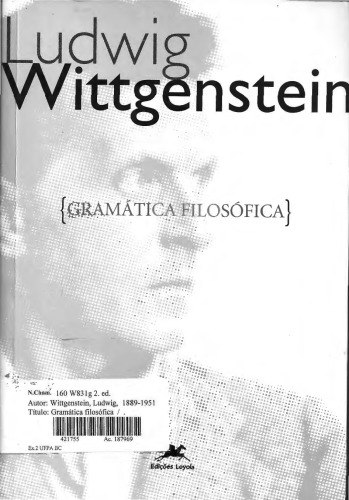 Ludwig
Wittgenstein
{GRAMÁTICA FILOSÓFICA}
N.Cham. 160 W831g 2. ed.
Autor: Wittgenstein, Ludwig, 1889-1951
Título: Gramática filosófica /
421755 Ac. 187969
Ex.2 UFPA BC
Edições Loyola